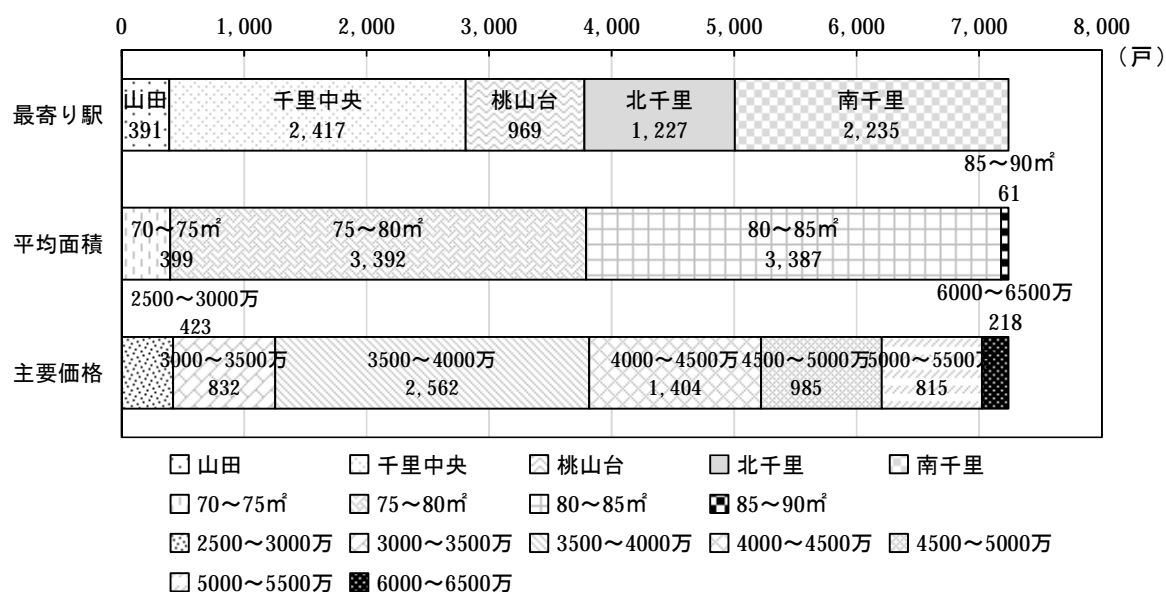 0 1,000 2,000 3,000 4,000 5,000 6,000 7,000 8,000
（戸）
最寄り駅
山田 千里中央 桃山台 北千里 南千里
391 2,417 969 1,227 2,235
85～90㎡
61
平均面積
70～75㎡ 75～80㎡ 80～85㎡
399 3,392 3,387
2500～3000万
423
6000～6500万
218
主要価格
3000～3500万 3500～4000万 4000～4500万 4500～5000万 5000～5500万
832 2,562 1,404 985 815
山田 千里中央 桃山台 北千里 南千里
70～75㎡ 75～80㎡ 80～85㎡ 85～90㎡
2500～3000万 3000～3500万 3500～4000万 4000～4500万 4500～5000万
5000～5500万 6000～6500万